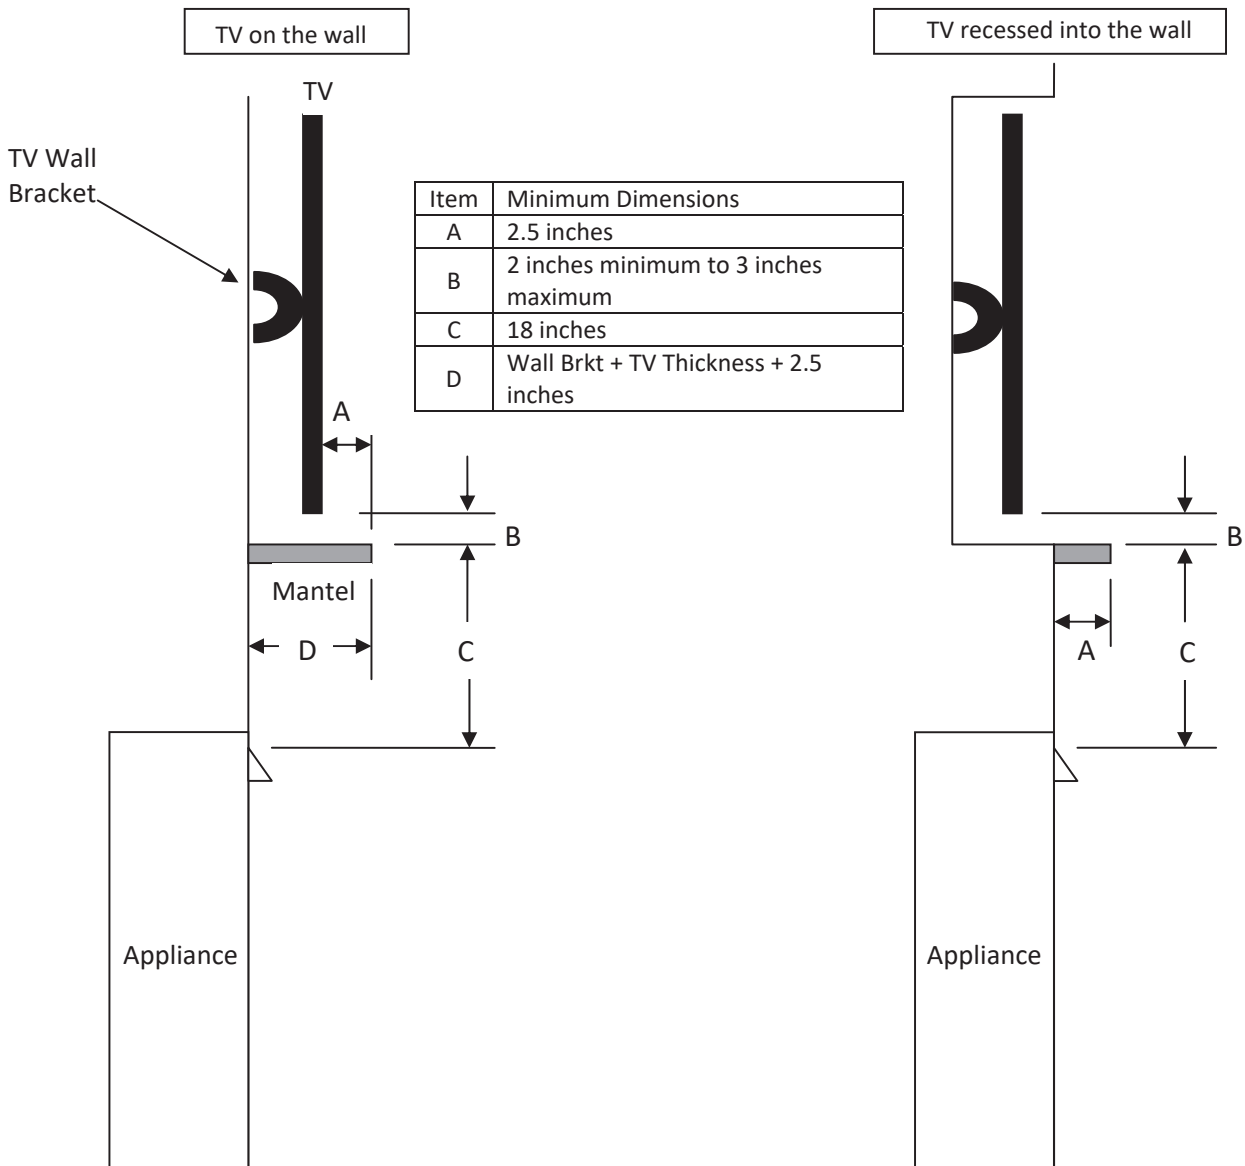 TV on the wall
TV recessed into the wall
TV
TV Wall
Bracket
Item Minimum Dimensions
A 2.5 inches
B 2 inches minimum to 3 inches
maximum
C 18 inches
D Wall Brkt + TV Thickness + 2.5
inches
A
B
B
Mantel
D
C
A
C
Appliance
Appliance